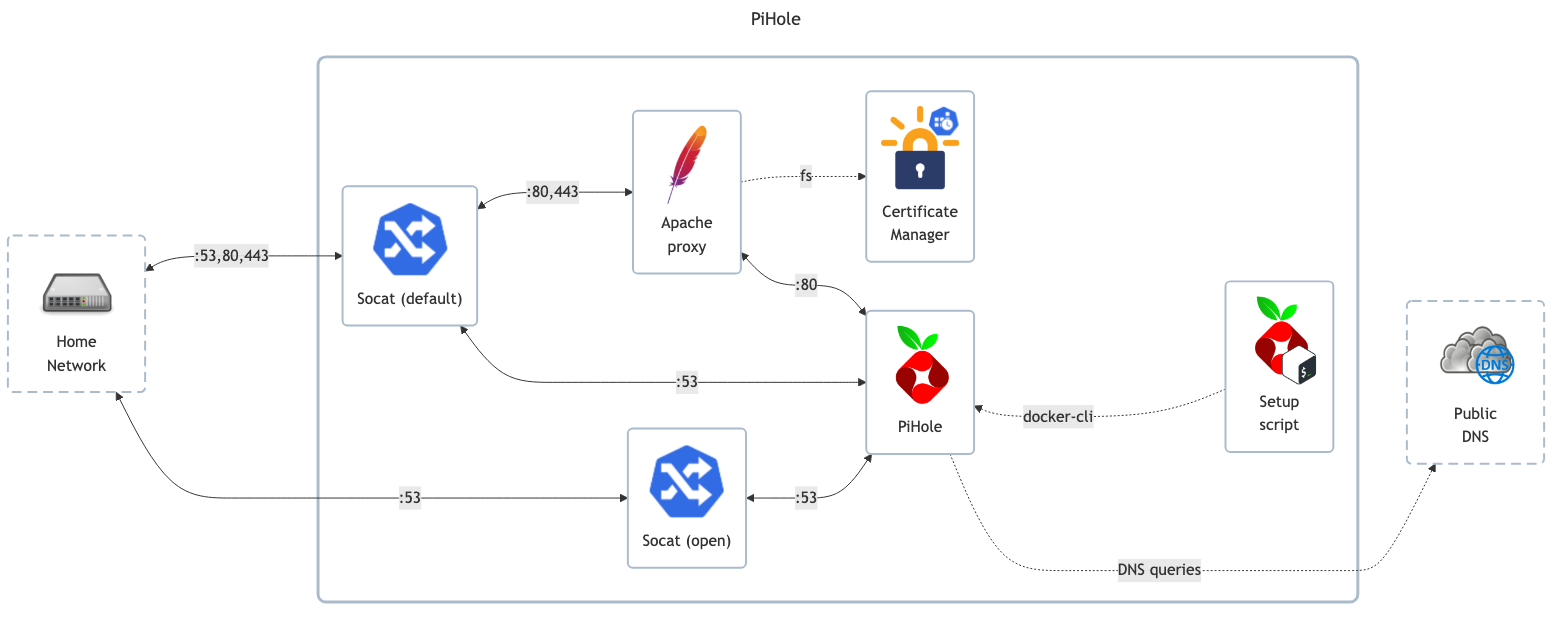 PiHole
Home
Network
:53,80,443
:53
Socat (default)
:80,443
:53
Apache
proxy
fs
:80
Certificate
Manager
Socat (open)
:53
PiHole
docker-cli
$_
Setup
script
DNS queries
DNS
Public
DNS